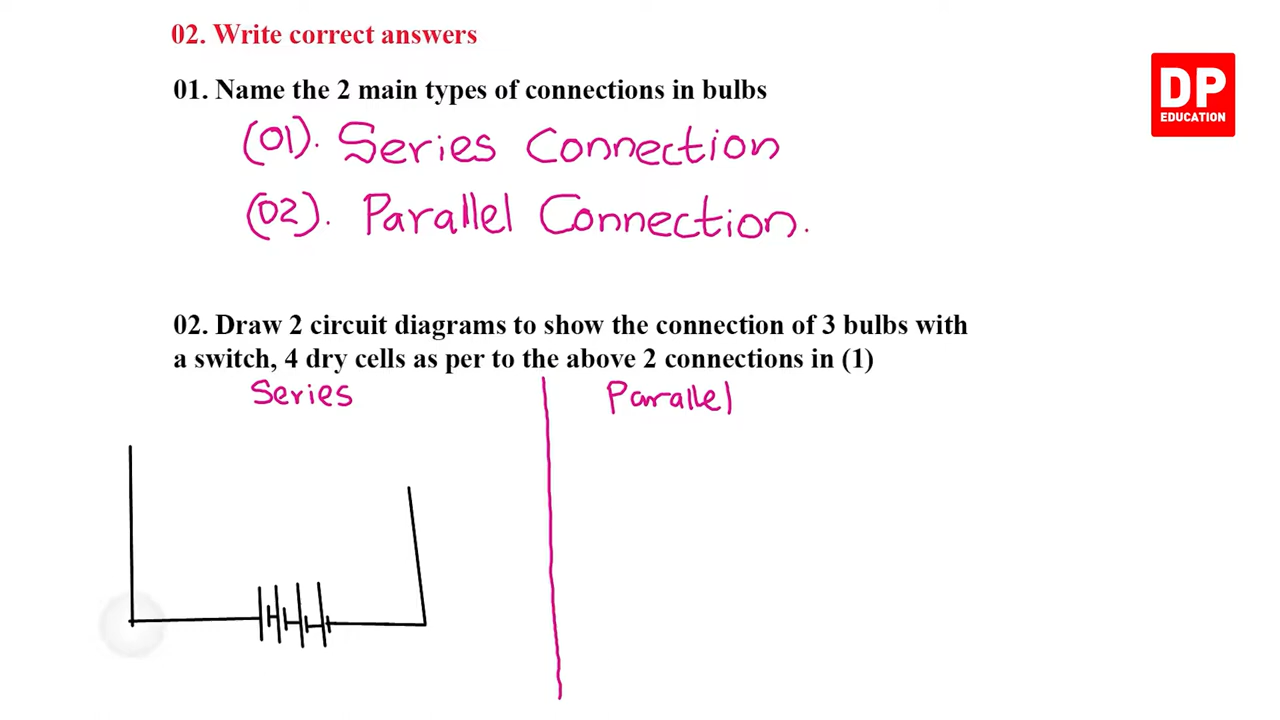 02. Write correct answers
01. Name the 2 main types of connections in bulbs
DP
EDUCATION
(01). Series Connection
(02). Parallel Connection.
02. Draw 2 circuit diagrams to show the connection of 3 bulbs with
a switch, 4 dry cells as per to the above 2 connections in (1)
Series
Parallel